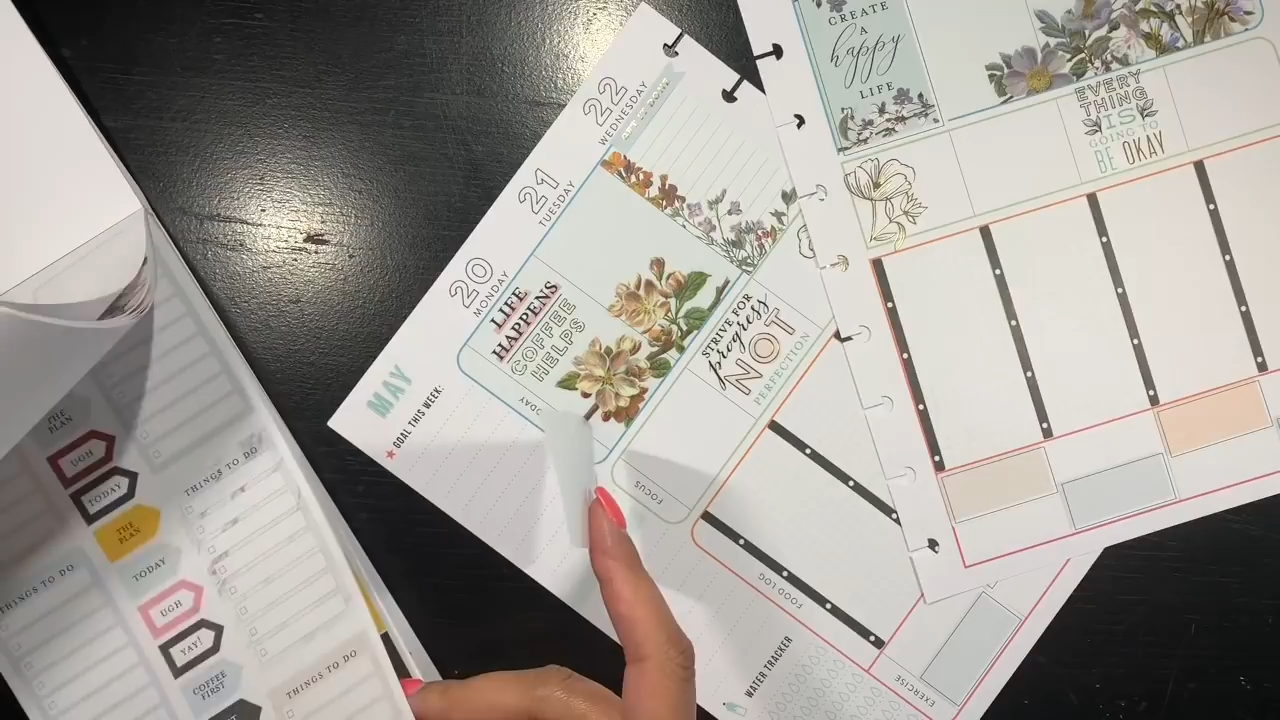 CREATE
A
happy
LIFE
EVERY
THING
IS
GOING TO
BE OKAY
22
WEDNESDAY
21
TUESDAY
20
MONDAY
LIFE
HAPPENS
COFFEE
HELPS
STRIVE FOR
progress
NOT
PERFECTION
MAY
GOAL THIS WEEK:
FOCUS
FOOD LOG
WATER TRACKER
EXERCISE
THE
PLAN
UGH
TODAY
THE
PLAN
TODAY
UGH
YAY!
COFFEE
FIRST
THINGS TO DO
THINGS TO DO
THINGS TO DO